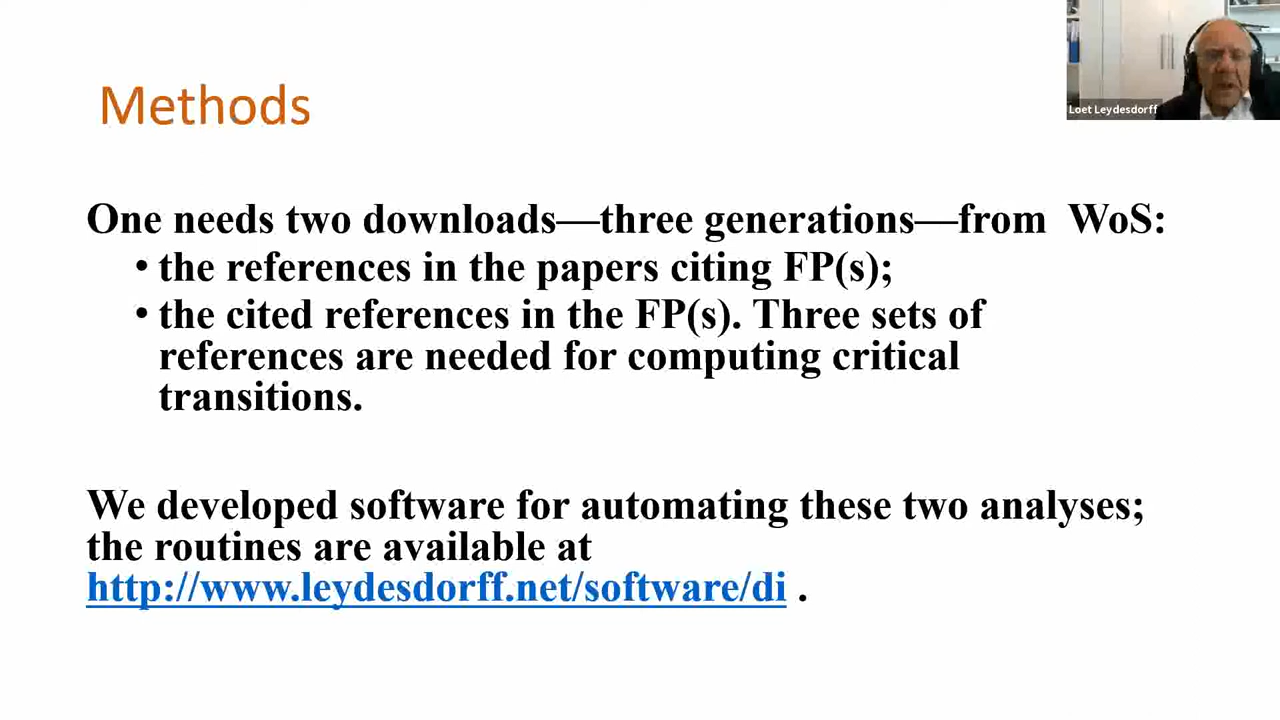 Methods
Loet Leydesdorff
One needs two downloads—three generations—from WoS:
• the references in the papers citing FP(s);
• the cited references in the FP(s). Three sets of
references are needed for computing critical
transitions.
We developed software for automating these two analyses;
the routines are available at
http://www.leydesdorff.net/software/di .